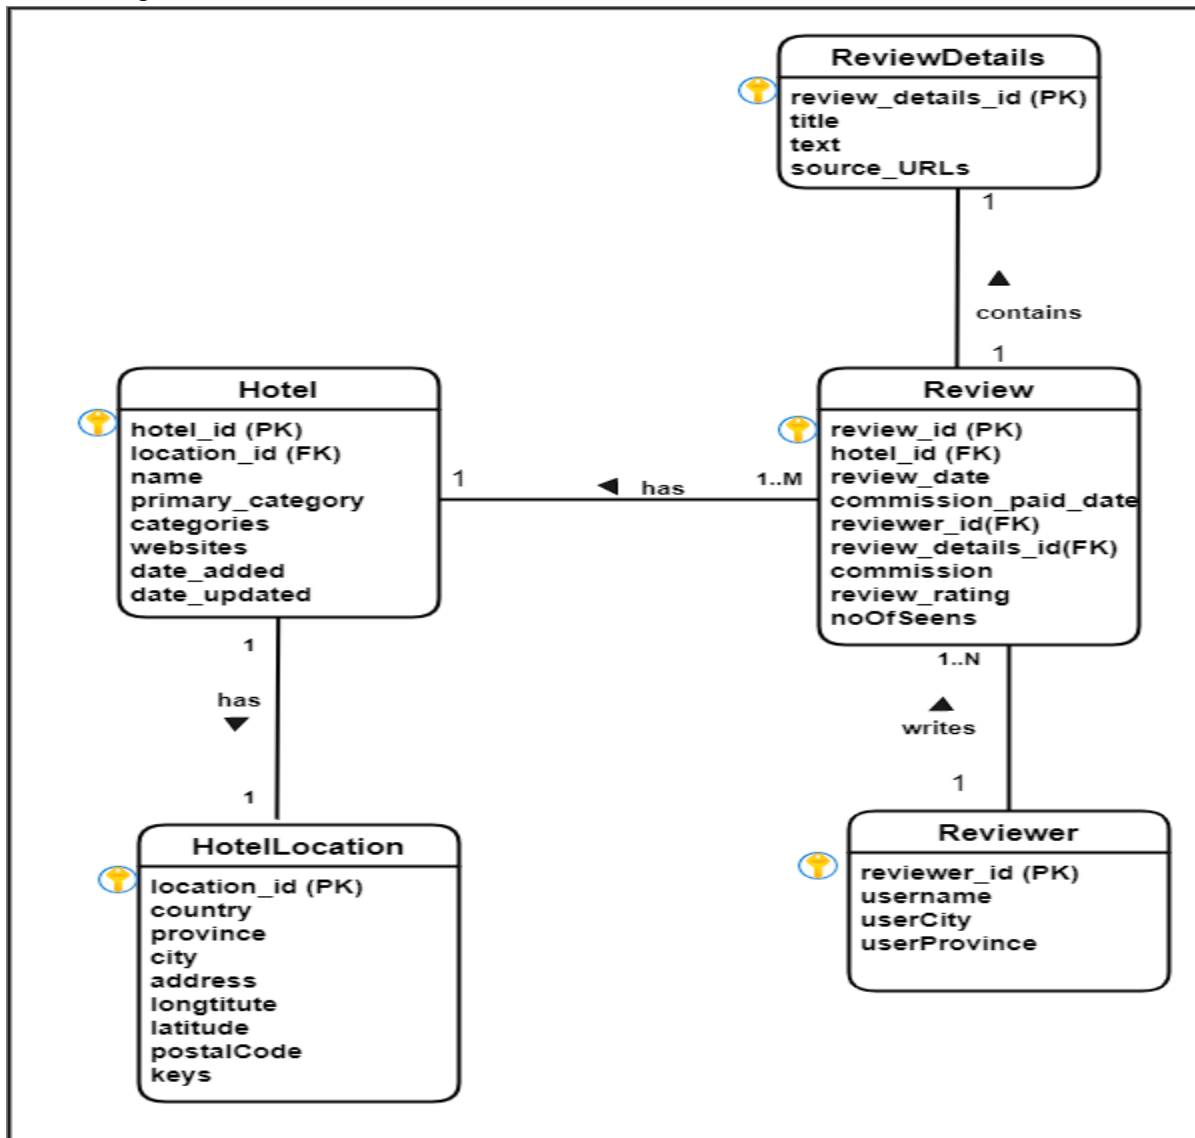 ReviewDetails
review_details_id (PK)
title
text
source_URLs
1
contains
1
Hotel
hotel_id (PK)
location_id (FK)
name
primary_category
categories
websites
date_added
date_updated
1
has
1..M
Review
review_id (PK)
hotel_id (FK)
review_date
commission_paid_date
reviewer_id(FK)
review_details_id(FK)
commission
review_rating
noOfSeens
1
has
1
1..N
writes
1
HotelLocation
location_id (PK)
country
province
city
address
longtitute
latitude
postalCode
keys
Reviewer
reviewer_id (PK)
username
userCity
userProvince